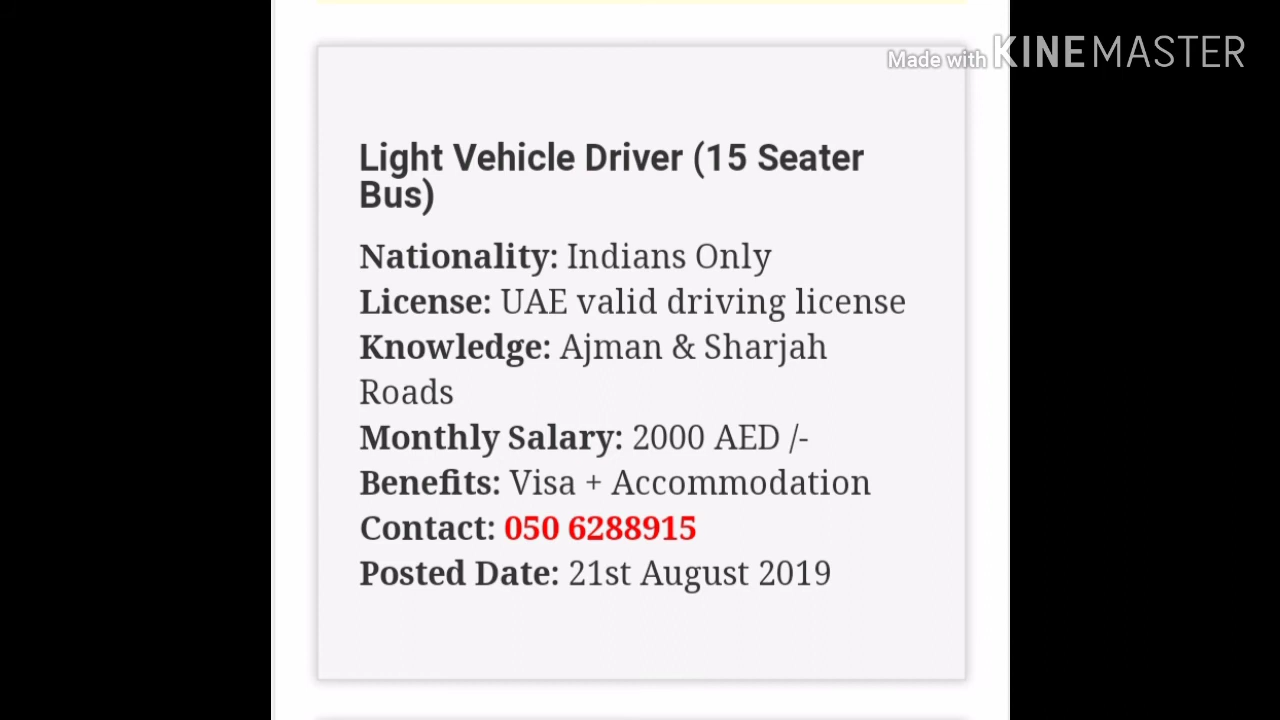 Made with KINEMASTER
Light Vehicle Driver (15 Seater
Bus)
Nationality: Indians Only
License: UAE valid driving license
Knowledge: Ajman & Sharjah
Roads
Monthly Salary: 2000 AED /-
Benefits: Visa + Accommodation
Contact: 050 6288915
Posted Date: 21st August 2019